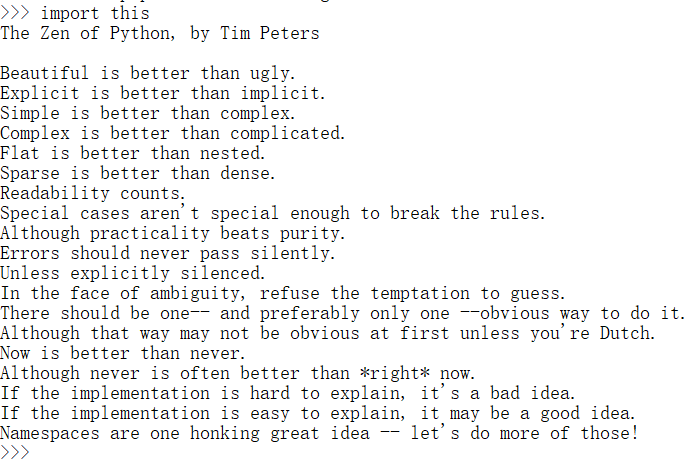 >>> import this
The Zen of Python, by Tim Peters

Beautiful is better than ugly.
Explicit is better than implicit.
Simple is better than complex.
Complex is better than complicated.
Flat is better than nested.
Sparse is better than dense.
Readability counts.
Special cases aren't special enough to break the rules.
Although practicality beats purity.
Errors should never pass silently.
Unless explicitly silenced.
In the face of ambiguity, refuse the temptation to guess.
There should be one-- and preferably only one --obvious way to do it.
Although that way may not be obvious at first unless you're Dutch.
Now is better than never.
Although never is often better than *right* now.
If the implementation is hard to explain, it's a bad idea.
If the implementation is easy to explain, it may be a good idea.
Namespaces are one honking great idea -- let's do more of those!
>>>